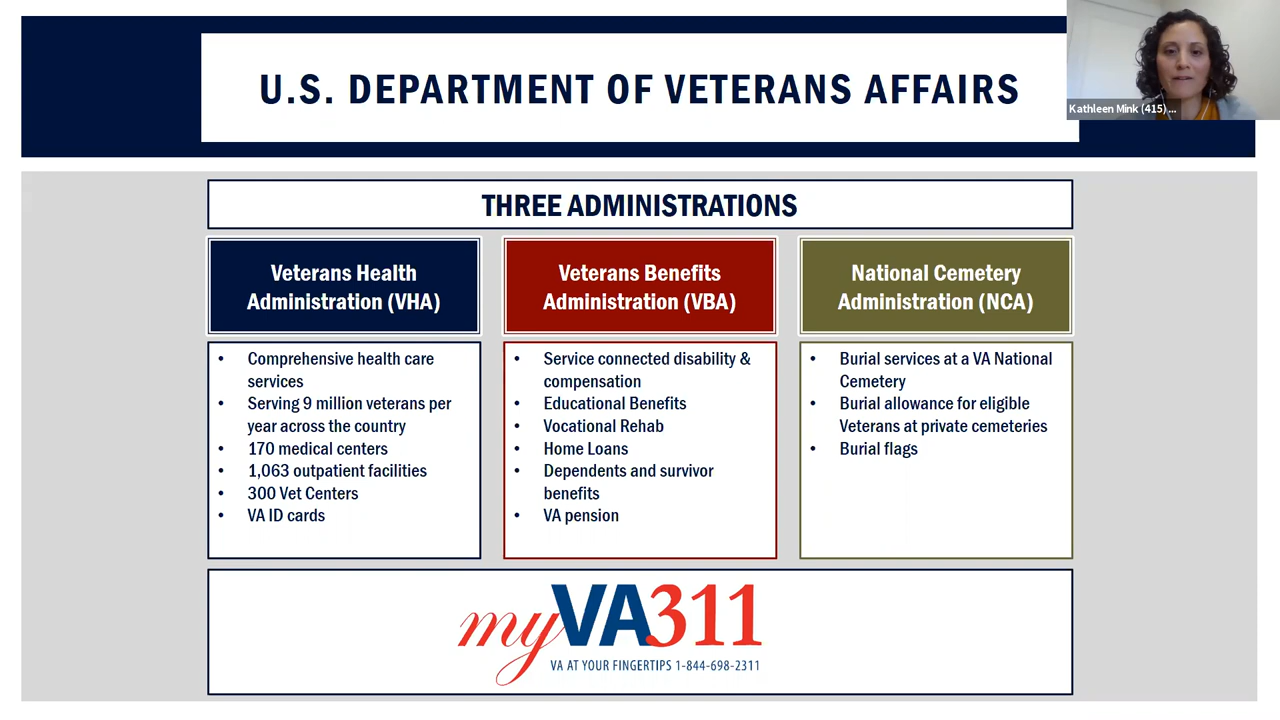 U.S. DEPARTMENT OF VETERANS AFFAIRS
Kathleen Mink (415) ...
THREE ADMINISTRATIONS
Veterans Health
Administration (VHA)
• Comprehensive health care
services
• Serving 9 million veterans per
year across the country
• 170 medical centers
• 1,063 outpatient facilities
• 300 Vet Centers
• VA ID cards
Veterans Benefits
Administration (VBA)
• Service connected disability &
compensation
• Educational Benefits
• Vocational Rehab
• Home Loans
• Dependents and survivor
benefits
• VA pension
National Cemetery
Administration (NCA)
• Burial services at a VA National
Cemetery
• Burial allowance for eligible
Veterans at private cemeteries
• Burial flags
myVA311
VA AT YOUR FINGERTIPS 1-844-698-2311